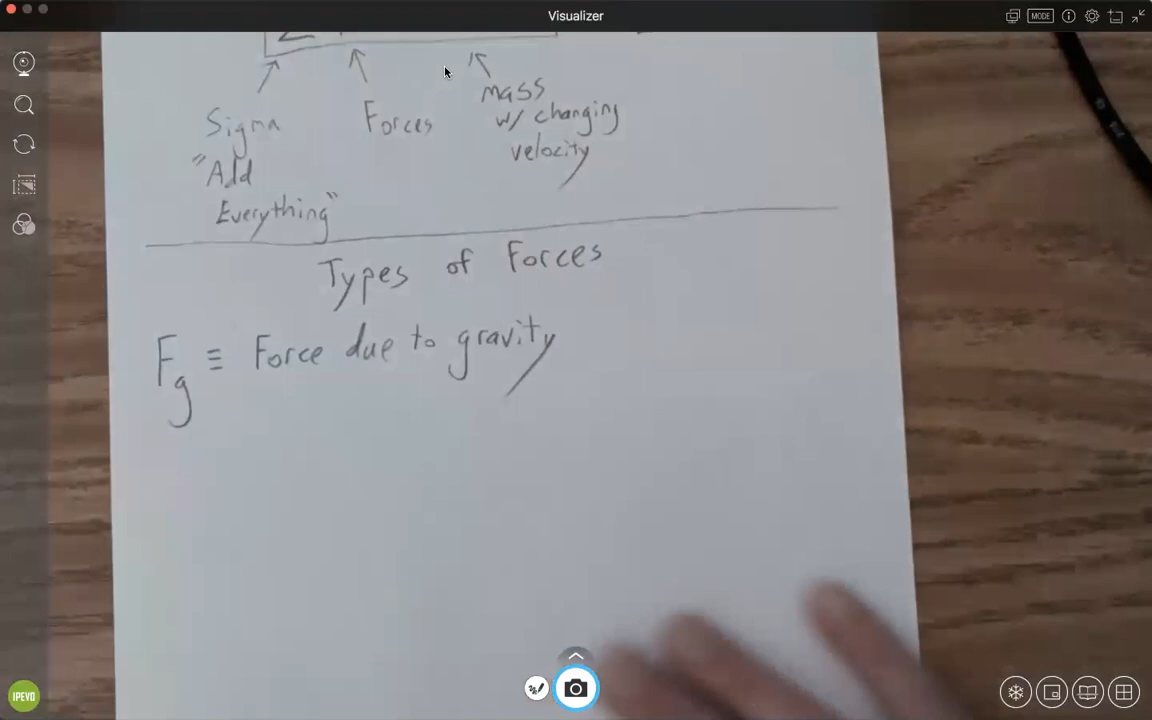 Visualizer
MODE
Sigma
"Add
Everything"
Forces
mass
w/ changing
velocity
Types of Forces
Fg ≡ Force due to gravity
IPEVO